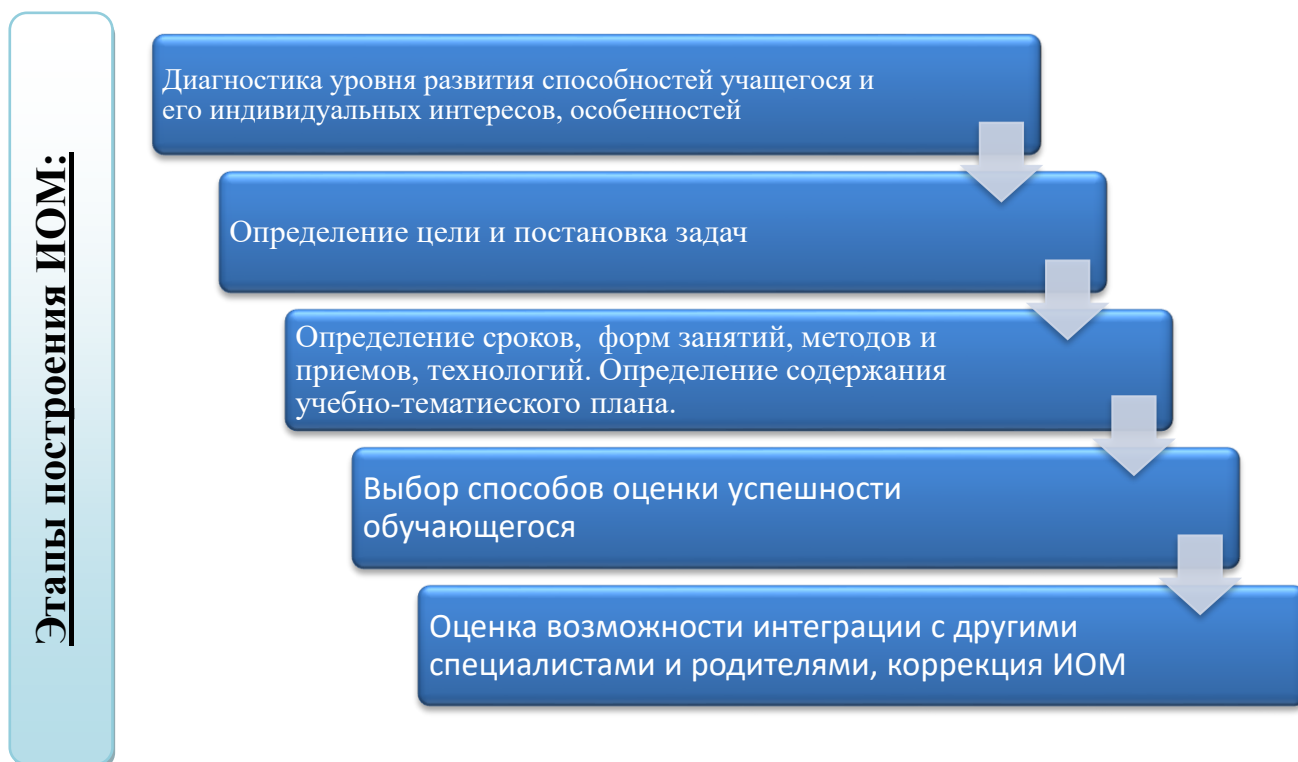 Этапы построения ИОМ:
Диагностика уровня развития способностей учащегося и
его индивидуальных интересов, особенностей
Определение цели и постановка задач
Определение сроков,  форм занятий, методов и
приемов, технологий. Определение содержания
учебно-тематиеского плана.
Выбор способов оценки успешности
обучающегося
Оценка возможности интеграции с другими
специалистами и родителями, коррекция ИОМ